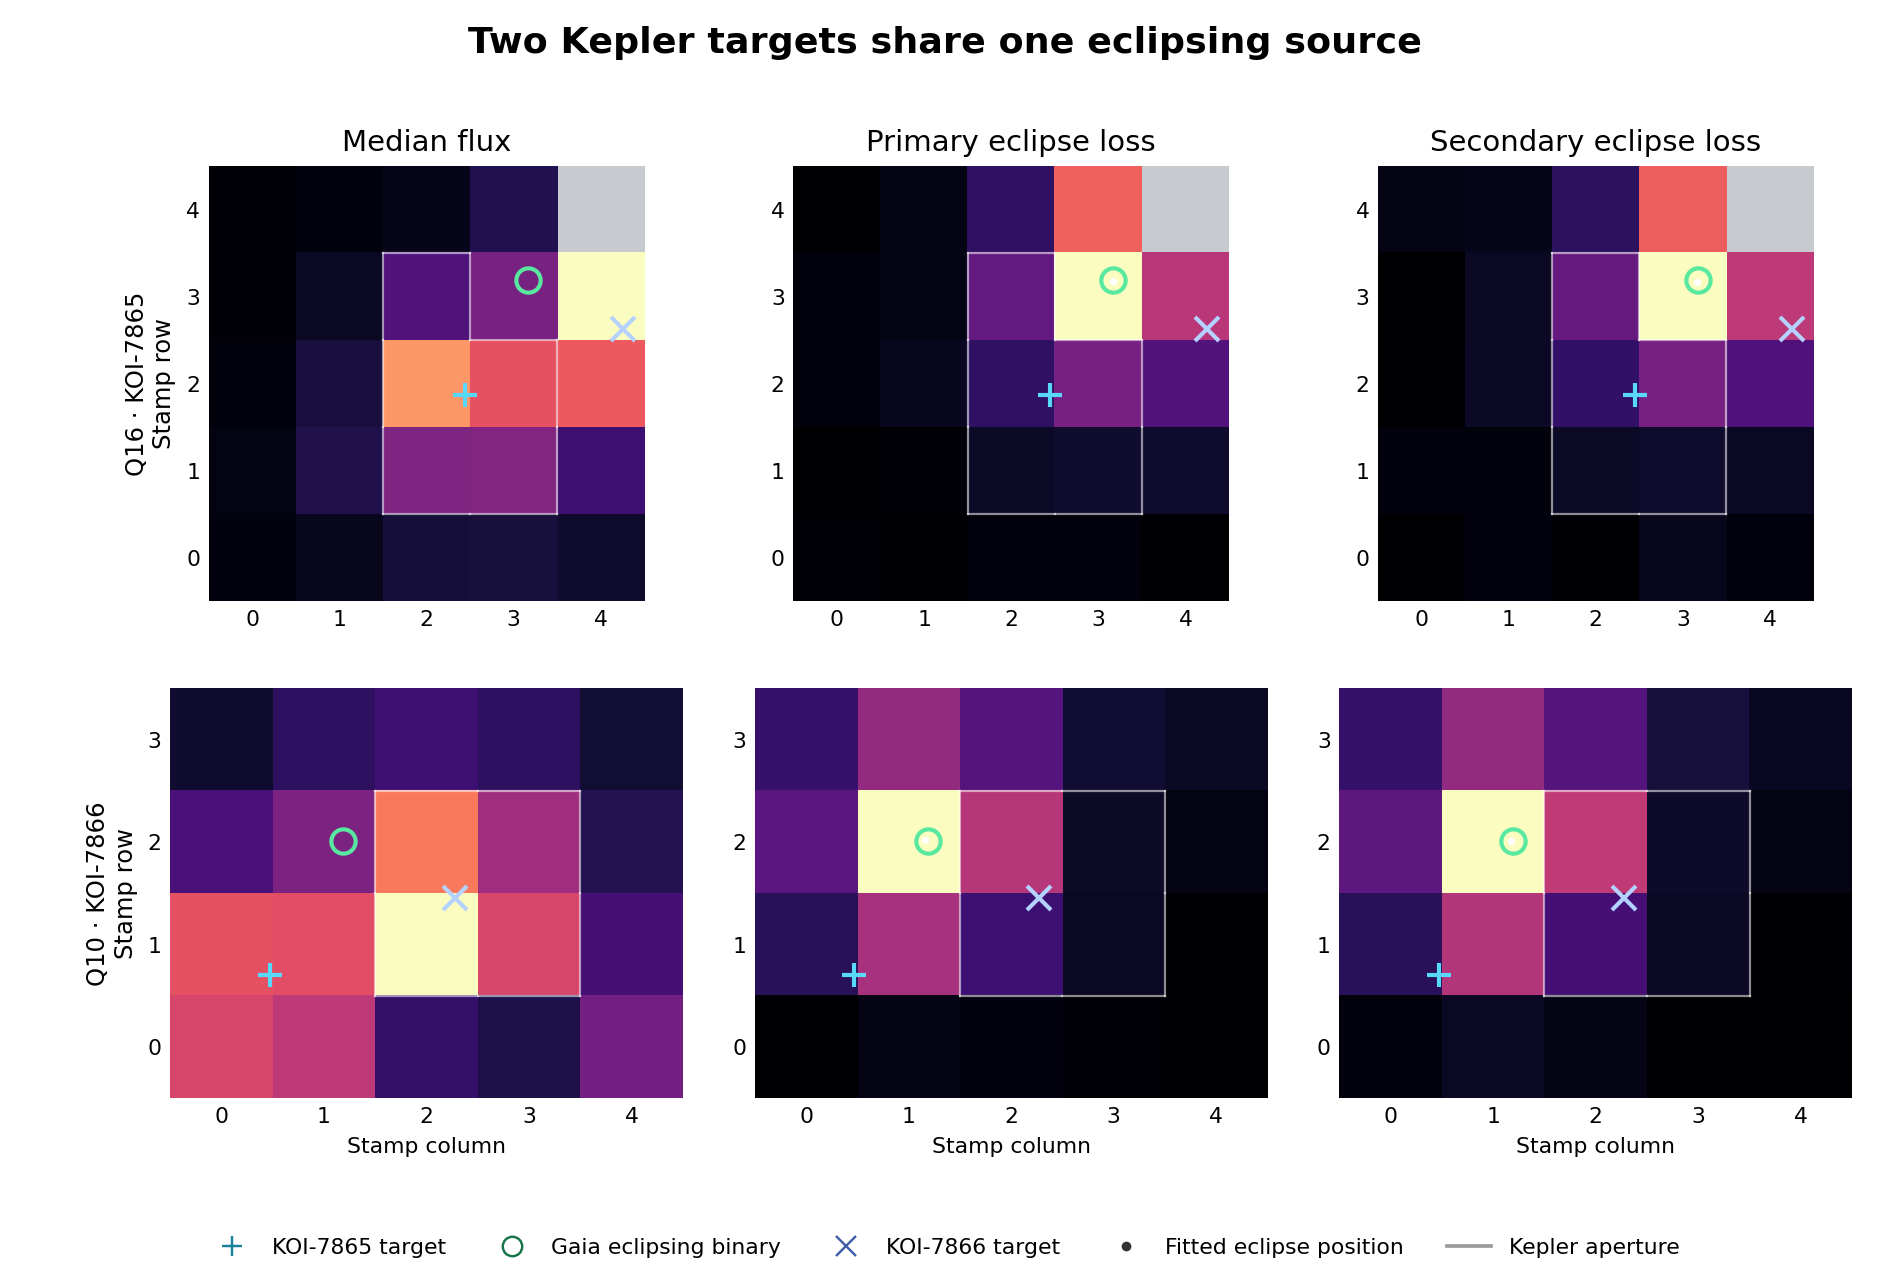 Two Kepler targets share one eclipsing source
Median flux
Primary eclipse loss
Secondary eclipse loss
Q16 · KOI-7865
Stamp row
4
3
2
1
0
0 1 2 3 4
4
3
2
1
0
0 1 2 3 4
4
3
2
1
0
0 1 2 3 4
Q10 · KOI-7866
Stamp row
3
2
1
0
0 1 2 3 4
Stamp column
3
2
1
0
0 1 2 3 4
Stamp column
3
2
1
0
0 1 2 3 4
Stamp column
KOI-7865 target
Gaia eclipsing binary
KOI-7866 target
Fitted eclipse position
Kepler aperture